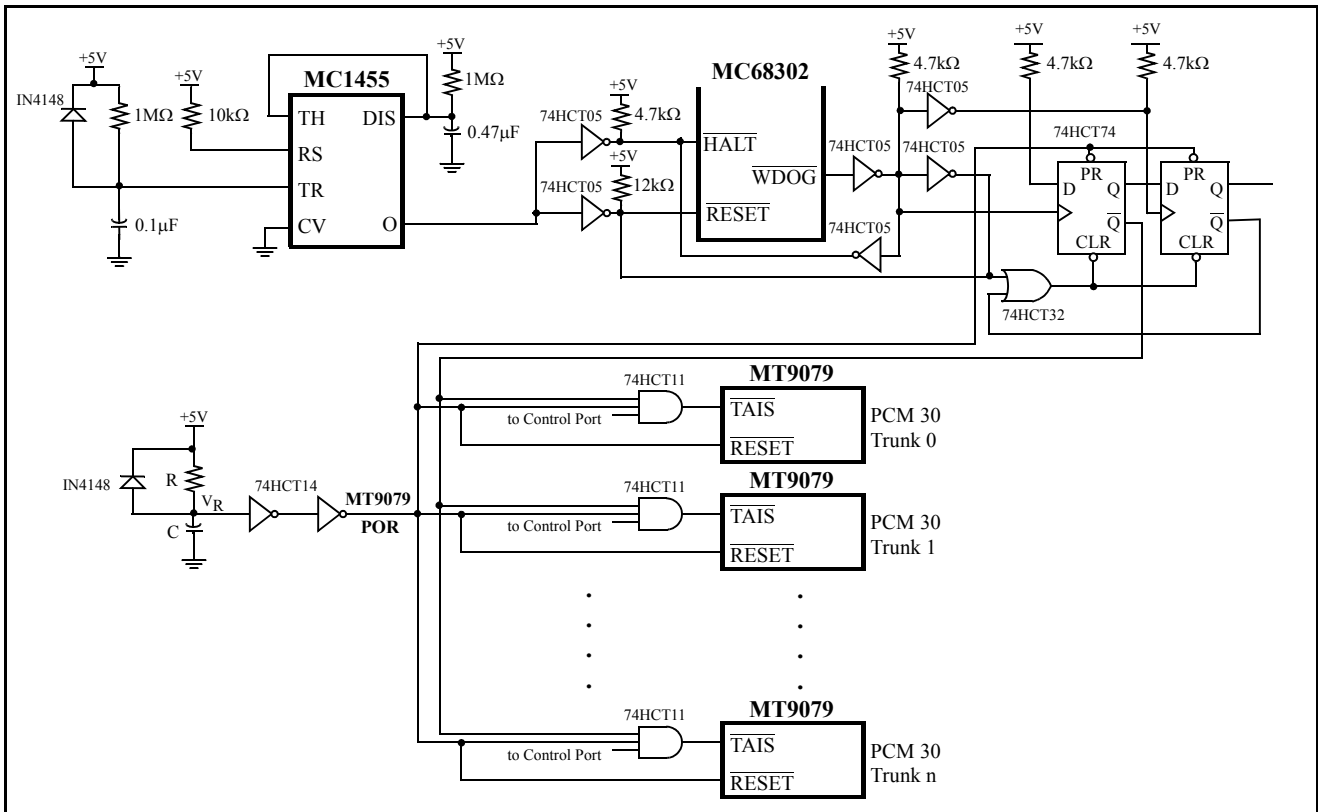 +5V
+5V
+5V
+5V
+5V
+5V
MC1455
MC68302
IN4148
1MΩ
10kΩ
1MΩ
4.7kΩ
4.7kΩ
4.7kΩ
4.7kΩ
+5V
74HCT05
74HCT05
TH
DIS
0.47µF
HALT
74HCT05
74HCT74
RS
+5V
PR
PR
74HCT05
12kΩ
WDOG
74HCT05
D
Q
D
Q
TR
RESET
74HCT05
Q
Q
0.1µF
CV
O
CLR
CLR
74HCT32
MT9079
74HCT11
TAIS
PCM 30
to Control Port
Trunk 0
RESET
+5V
MT9079
R
IN4148
74HCT14
74HCT11
MT9079
VR
TAIS
PCM 30
POR
to Control Port
Trunk 1
C
RESET
MT9079
74HCT11
TAIS
PCM 30
to Control Port
Trunk n
RESET